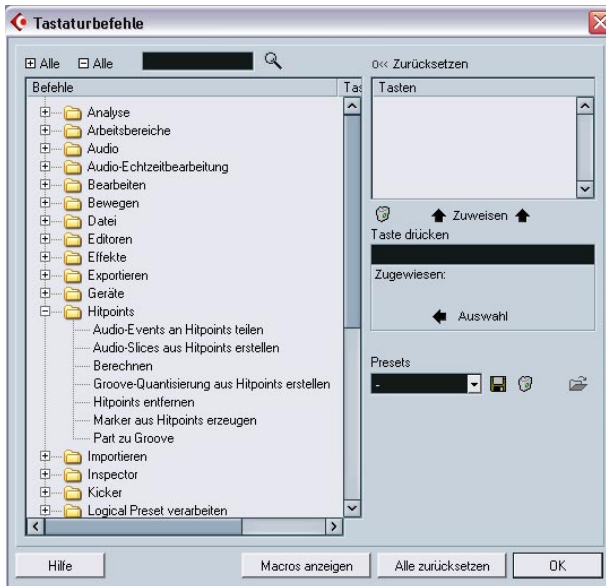 Tastaturbefehle
Alle Alle
0<< Zurücksetzen
Befehle
Tas
Analyse
Arbeitsbereiche
Audio
Audio-Echtzeitbearbeitung
Bearbeiten
Bewegen
Datei
Editoren
Effekte
Exportieren
Geräte
Hitpoints
Audio-Events an Hitpoints teilen
Audio-Slices aus Hitpoints erstellen
Berechnen
Groove-Quantisierung aus Hitpoints erstellen
Hitpoints entfernen
Marker aus Hitpoints erzeugen
Part zu Groove
Importieren
Inspector
Kicker
Logical Preset verarbeiten
Tasten
Zuweisen
Taste drücken
Zugewiesen:
Auswahl
Presets
-
Hilfe
Macros anzeigen
Alle zurücksetzen
OK